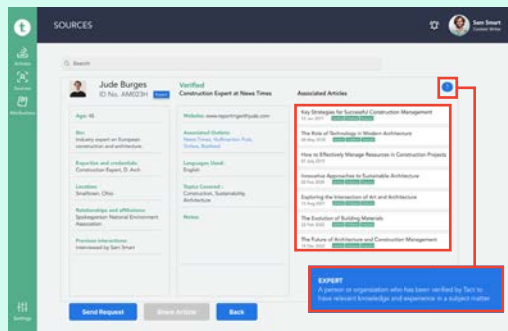 t
SOURCES
Sam Smart
Content Writer
Articles
Sources
Attributions
Settings
Search
Jude Burges
ID No. AM023H
Verified
Construction Expert at News Times
Associated Articles
Age: 45
Bio:
Industry expert on European
construction and architecture.
Expertise and credentials:
Construction Expert, D. Arch
Location:
Smalltown, Ohio
Relationships and affiliations:
Spokesperson National Environment
Association
Previous interactions:
Interviewed by Sam Smart
Website: www.reportingwithjude.com
Associated Outlets:
News Times, Huffington Post,
Languages Used:
English
Topics Covered:
Construction, Sustainability,
Architecture
Notes:
Key Strategies for Successful Construction Management
The Role of Technology in Modern Architecture
How to Effectively Manage Resources in Construction Projects
Innovative Approaches to Sustainable Architecture
Exploring the Intersection of Art and Architecture
The Evolution of Building Materials
The Future of Architecture and Construction Management
EXPERT
A person or organization who has been verified by Tact to
have relevant knowledge and experience in a subject matter
Send Request
Share Article
Back